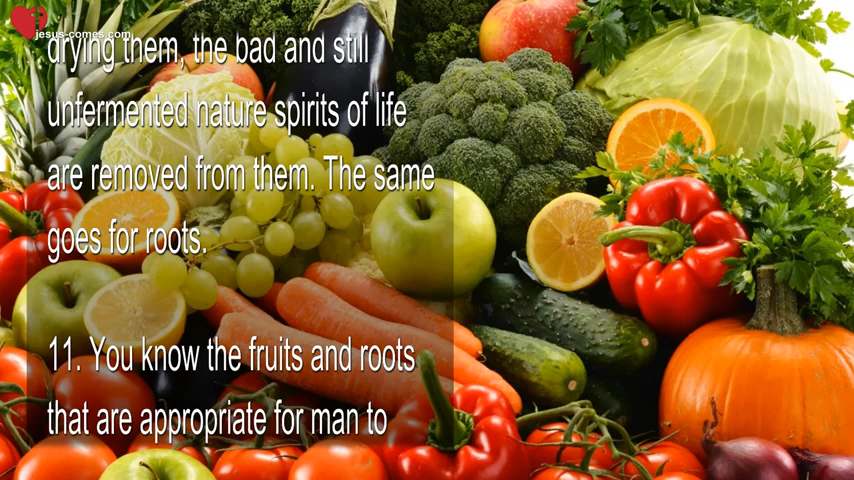 jesus-comes.com
drying them, the bad and still
unfermented nature spirits of life
are removed from them. The same
goes for roots.
11. You know the fruits and roots
that are appropriate for man to